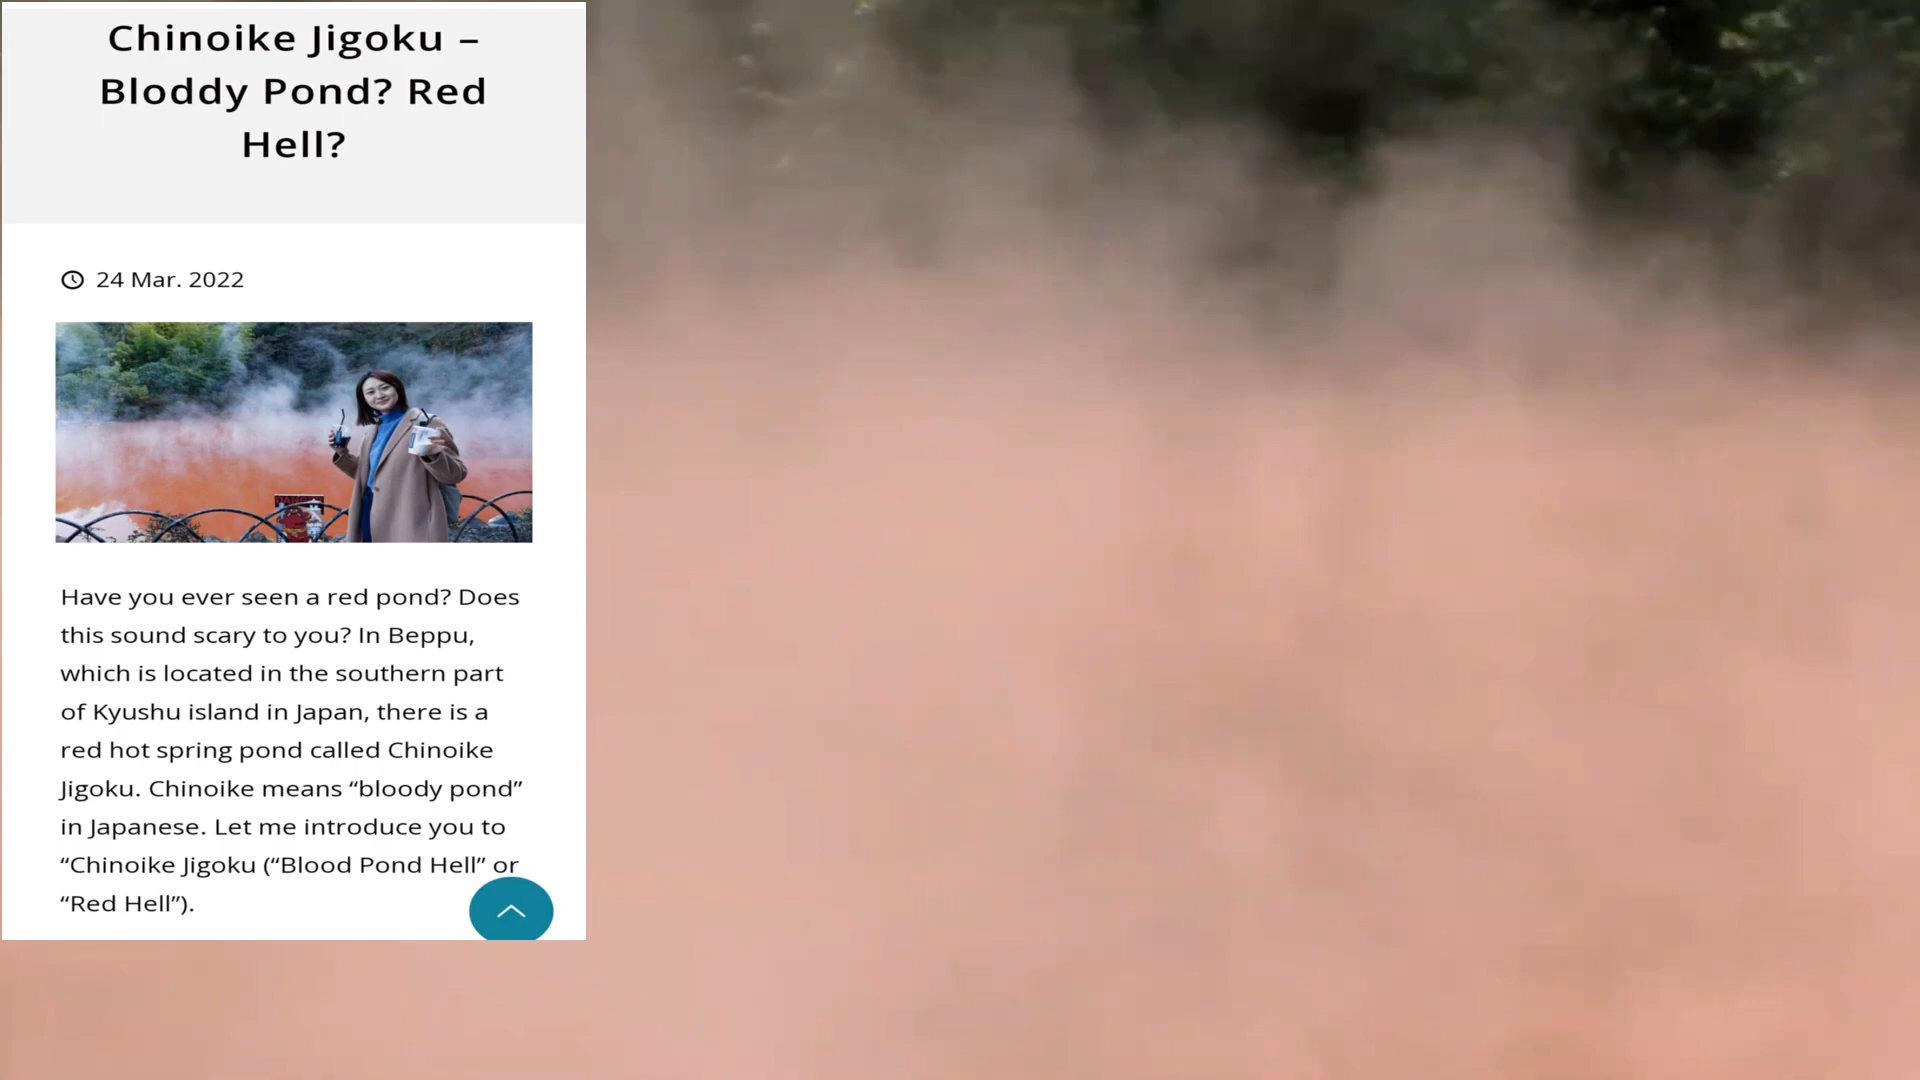 Chinoike Jigoku –
Bloddy Pond? Red
Hell?
24 Mar. 2022
DANGER
Have you ever seen a red pond? Does
this sound scary to you? In Beppu,
which is located in the southern part
of Kyushu island in Japan, there is a
red hot spring pond called Chinoike
Jigoku. Chinoike means “bloody pond”
in Japanese. Let me introduce you to
“Chinoike Jigoku (“Blood Pond Hell” or
“Red Hell”).